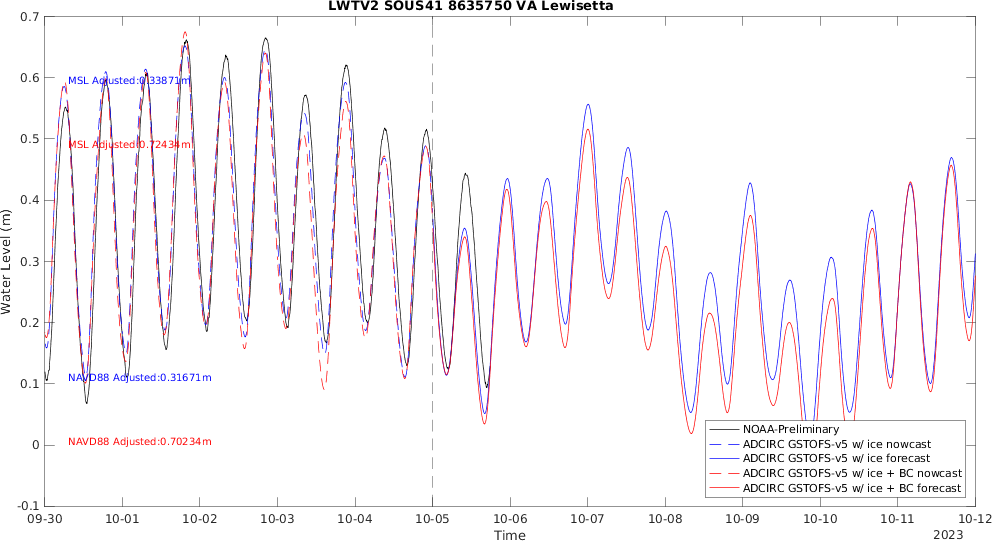 LWTV2 SOUS41 8635750 VA Lewisetta
0.7
0.6
0.5
0.4
0.3
0.2
0.1
0
-0.1
Water Level (m)
MSL Adjusted:0.33871m
MSL Adjusted:0.72434m
NAVD88 Adjusted:0.31671m
NAVD88 Adjusted:0.70234m
NOAA-Preliminary
ADCIRC GSTOFS-v5 w/ ice nowcast
ADCIRC GSTOFS-v5 w/ ice forecast
ADCIRC GSTOFS-v5 w/ ice + BC nowcast
ADCIRC GSTOFS-v5 w/ ice + BC forecast
09-30 10-01 10-02 10-03 10-04 10-05 10-06 10-07 10-08 10-09 10-10 10-11 10-12
Time
2023